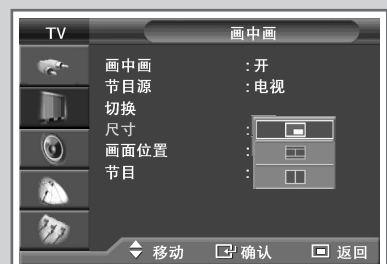 TV 画中画
画中画 :开
节目源 :电视
切换
尺寸 :
画面位置 :
节目 :
移动 确认 返回